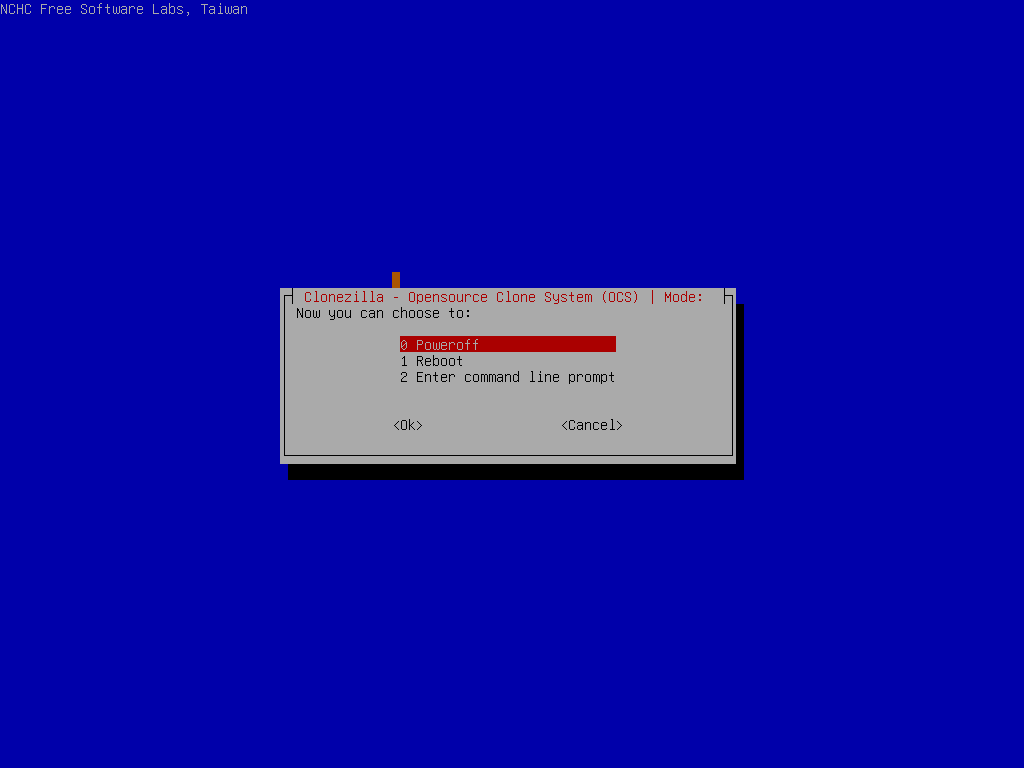 NCHC Free Software Labs, Taiwan
Clonezilla - Opensource Clone System (OCS) | Mode:
Now you can choose to:
0 Poweroff
1 Reboot
2 Enter command line prompt
<Ok> <Cancel>